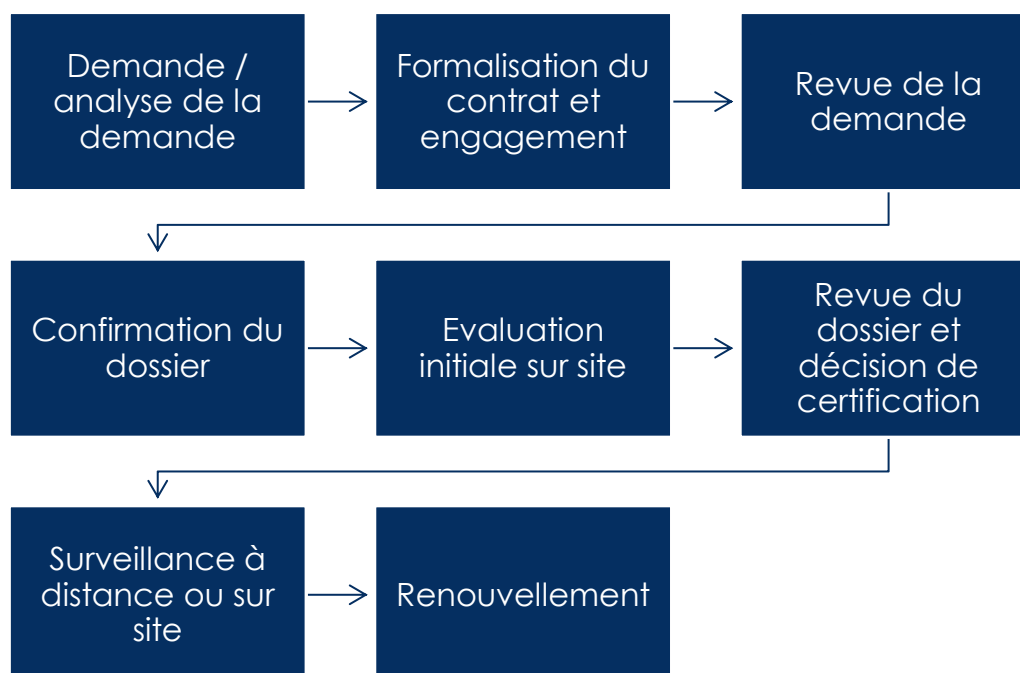 Demande /
analyse de la
demande
Formalisation du
contrat et
engagement
Revue de la
demande
Confirmation du
dossier
Evaluation
initiale sur site
Revue du
dossier et
décision de
certification
Surveillance à
distance ou sur
site
Renouvellement